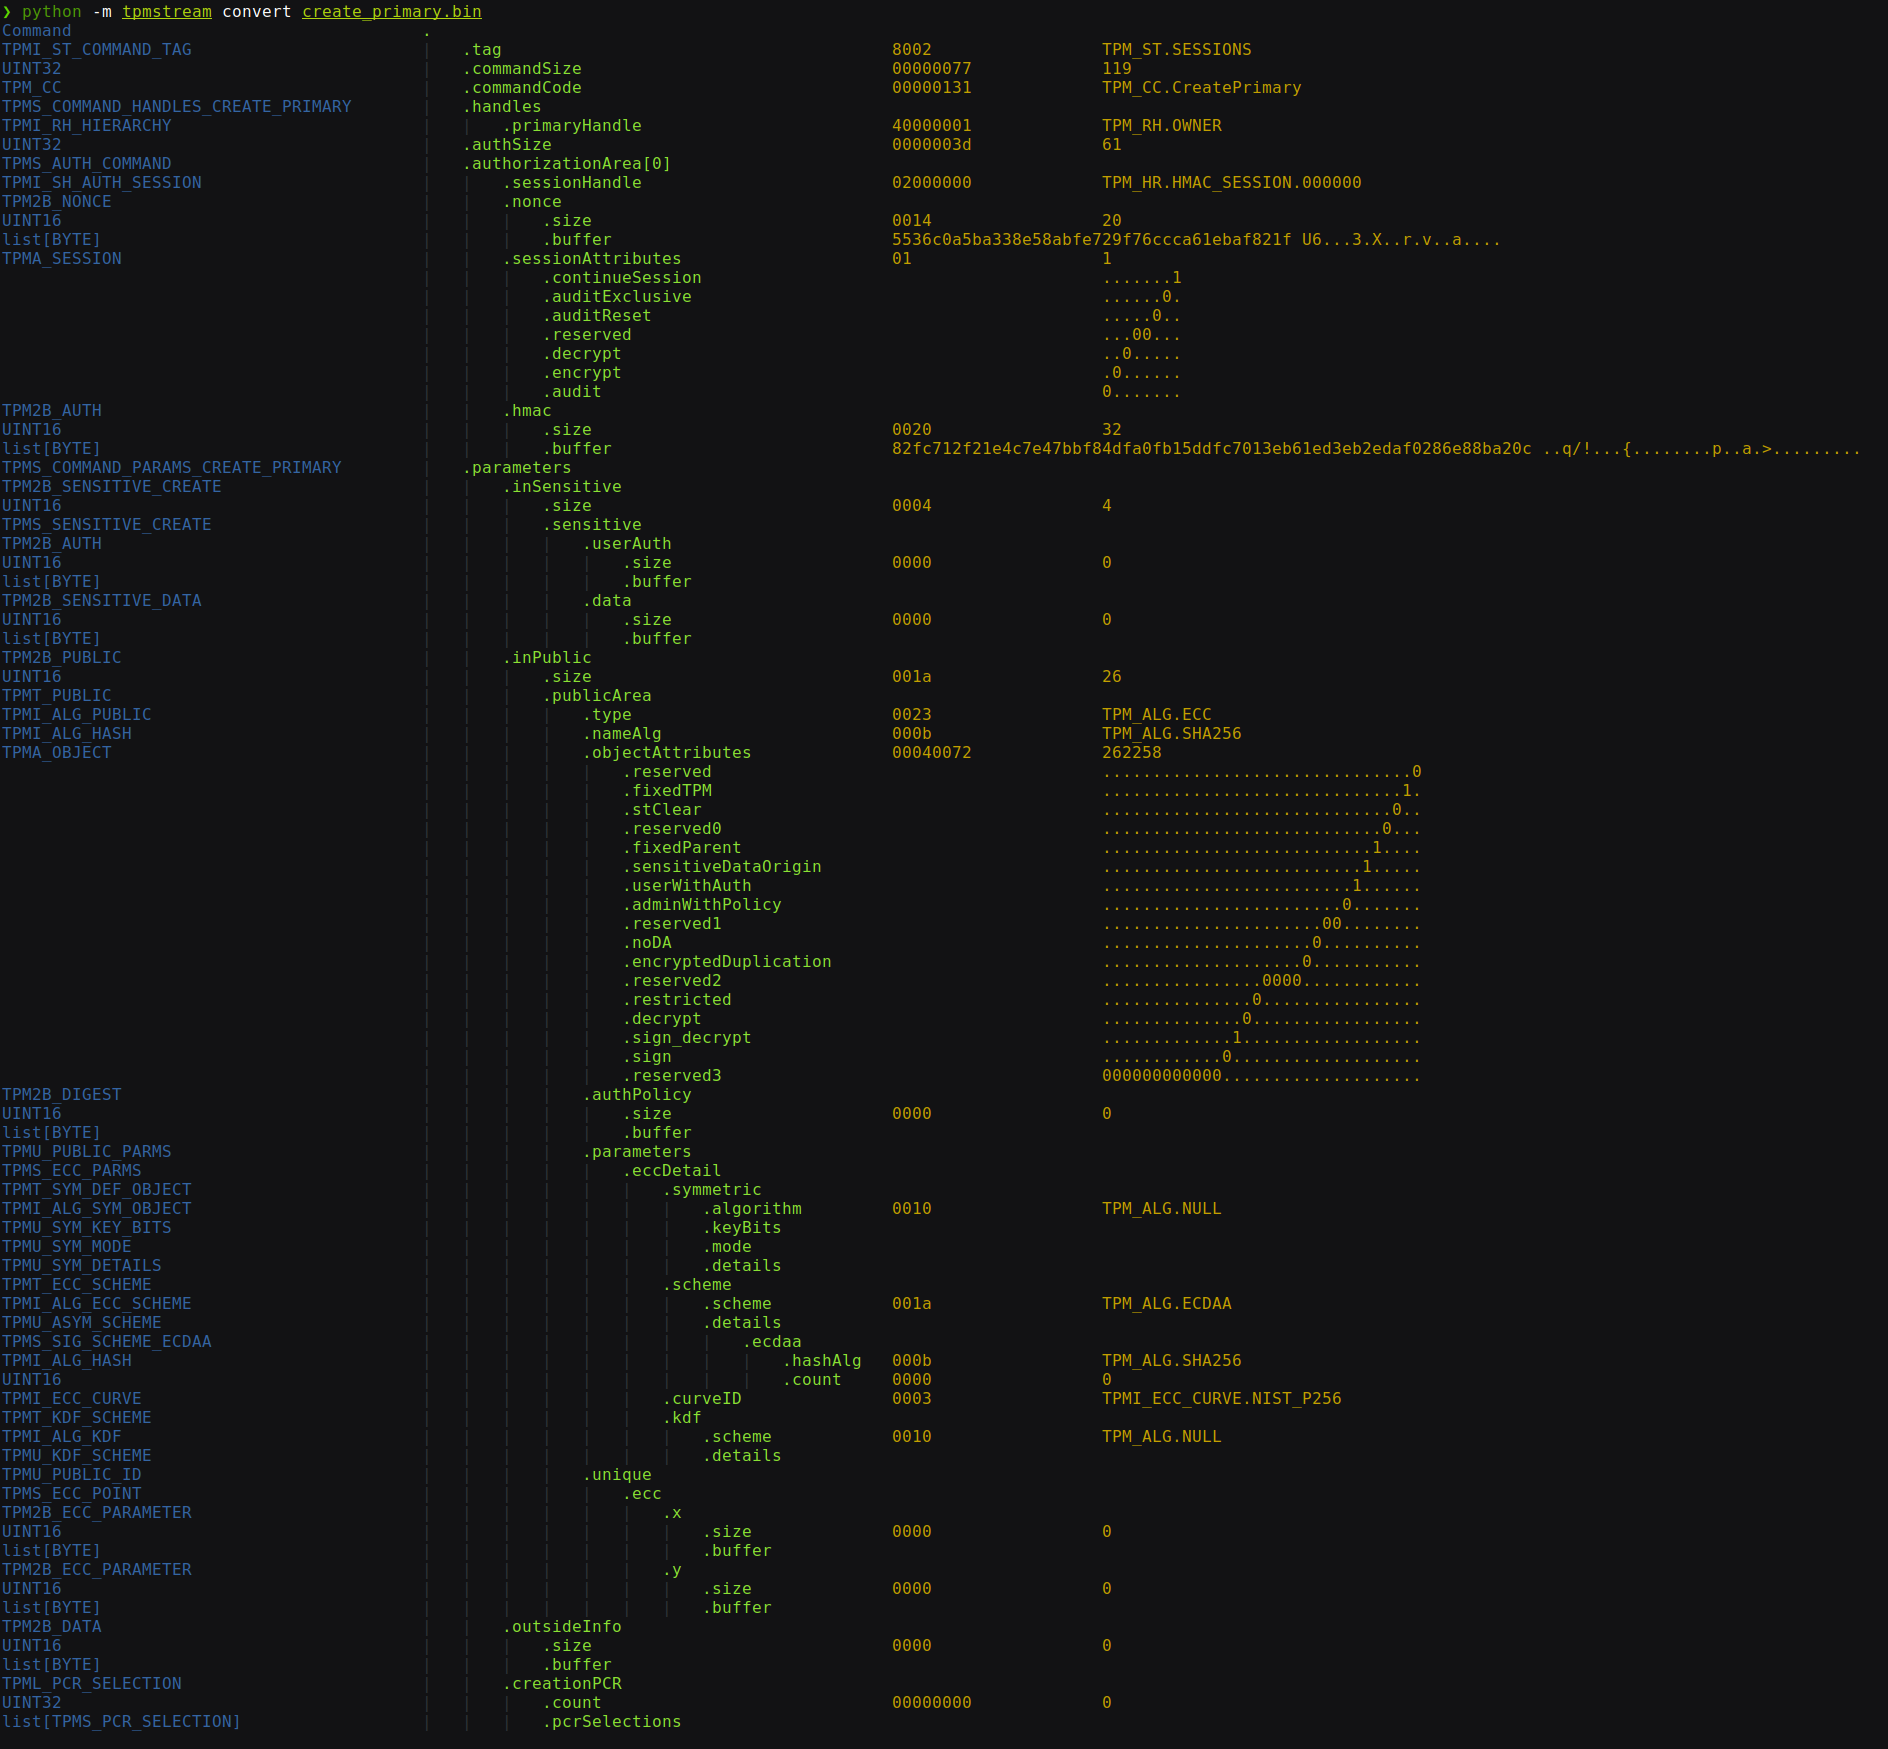 ❯ python -m tpmstream convert create_primary.bin
Command .
TPMI_ST_COMMAND_TAG | .tag 8002 TPM_ST.SESSIONS
UINT32 | .commandSize 00000077 119
TPM_CC | .commandCode 00000131 TPM_CC.CreatePrimary
TPMS_COMMAND_HANDLES_CREATE_PRIMARY | .handles
TPMI_RH_HIERARCHY | | .primaryHandle 40000001 TPM_RH.OWNER
UINT32 | .authSize 0000003d 61
TPMS_AUTH_COMMAND | .authorizationArea[0]
TPMI_SH_AUTH_SESSION | | .sessionHandle 02000000 TPM_HR.HMAC_SESSION.000000
TPM2B_NONCE | | .nonce
UINT16 | | | .size 0014 20
list[BYTE] | | | .buffer 5536c0a5ba338e58abfe729f76ccca61ebaf821f U6...3.X..r.v..a....
TPMA_SESSION | | .sessionAttributes 01 1
| | | .continueSession .......1
| | | .auditExclusive ......0.
| | | .auditReset .....0..
| | | .reserved ...00...
| | | .decrypt ..0.....
| | | .encrypt .0......
| | | .audit 0.......
TPM2B_AUTH | | .hmac
UINT16 | | | .size 0020 32
list[BYTE] | | | .buffer 82fc712f21e4c7e47bbf84dfa0fb15ddfc7013eb61ed3eb2edaf0286e88ba20c ..q/!...{........p..a.>.........
TPMS_COMMAND_PARAMS_CREATE_PRIMARY | .parameters
TPM2B_SENSITIVE_CREATE | | .inSensitive
UINT16 | | | .size 0004 4
TPMS_SENSITIVE_CREATE | | | .sensitive
TPM2B_AUTH | | | | .userAuth
UINT16 | | | | | .size 0000 0
list[BYTE] | | | | | .buffer
TPM2B_SENSITIVE_DATA | | | | .data
UINT16 | | | | | .size 0000 0
list[BYTE] | | | | | .buffer
TPM2B_PUBLIC | | .inPublic
UINT16 | | | .size 001a 26
TPMT_PUBLIC | | | .publicArea
TPMI_ALG_PUBLIC | | | | .type 0023 TPM_ALG.ECC
TPMI_ALG_HASH | | | | .nameAlg 000b TPM_ALG.SHA256
TPMA_OBJECT | | | | .objectAttributes 00040072 262258
| | | | | .reserved ...............................0
| | | | | .fixedTPM ..............................1.
| | | | | .stClear .............................0..
| | | | | .reserved0 ............................0...
| | | | | .fixedParent ...........................1....
| | | | | .sensitiveDataOrigin ..........................1.....
| | | | | .userWithAuth .........................1......
| | | | | .adminWithPolicy ........................0.......
| | | | | .reserved1 ......................00........
| | | | | .noDA .....................0..........
| | | | | .encryptedDuplication ....................0...........
| | | | | .reserved2 ................0000............
| | | | | .restricted ...............0................
| | | | | .decrypt ..............0.................
| | | | | .sign_decrypt .............1..................
| | | | | .sign ............0...................
| | | | | .reserved3 000000000000....................
TPM2B_DIGEST | | | | .authPolicy
UINT16 | | | | | .size 0000 0
list[BYTE] | | | | | .buffer
TPMU_PUBLIC_PARMS | | | | .parameters
TPMS_ECC_PARMS | | | | | .eccDetail
TPMT_SYM_DEF_OBJECT | | | | | | .symmetric
TPMI_ALG_SYM_OBJECT | | | | | | | .algorithm 0010 TPM_ALG.NULL
TPMU_SYM_KEY_BITS | | | | | | | .keyBits
TPMU_SYM_MODE | | | | | | | .mode
TPMU_SYM_DETAILS | | | | | | | .details
TPMT_ECC_SCHEME | | | | | | .scheme
TPMI_ALG_ECC_SCHEME | | | | | | | .scheme 001a TPM_ALG.ECDAA
TPMU_ASYM_SCHEME | | | | | | | .details
TPMS_SIG_SCHEME_ECDAA | | | | | | | | .ecdaa
TPMI_ALG_HASH | | | | | | | | | .hashAlg 000b TPM_ALG.SHA256
UINT16 | | | | | | | | | .count 0000 0
TPMI_ECC_CURVE | | | | | | .curveID 0003 TPMI_ECC_CURVE.NIST_P256
TPMT_KDF_SCHEME | | | | | | .kdf
TPMI_ALG_KDF | | | | | | | .scheme 0010 TPM_ALG.NULL
TPMU_KDF_SCHEME | | | | | | | .details
TPMU_PUBLIC_ID | | | | .unique
TPMS_ECC_POINT | | | | | .ecc
TPM2B_ECC_PARAMETER | | | | | | .x
UINT16 | | | | | | | .size 0000 0
list[BYTE] | | | | | | | .buffer
TPM2B_ECC_PARAMETER | | | | | | .y
UINT16 | | | | | | | .size 0000 0
list[BYTE] | | | | | | | .buffer
TPM2B_DATA | | .outsideInfo
UINT16 | | | .size 0000 0
list[BYTE] | | | .buffer
TPML_PCR_SELECTION | | .creationPCR
UINT32 | | | .count 00000000 0
list[TPMS_PCR_SELECTION] | | | .pcrSelections